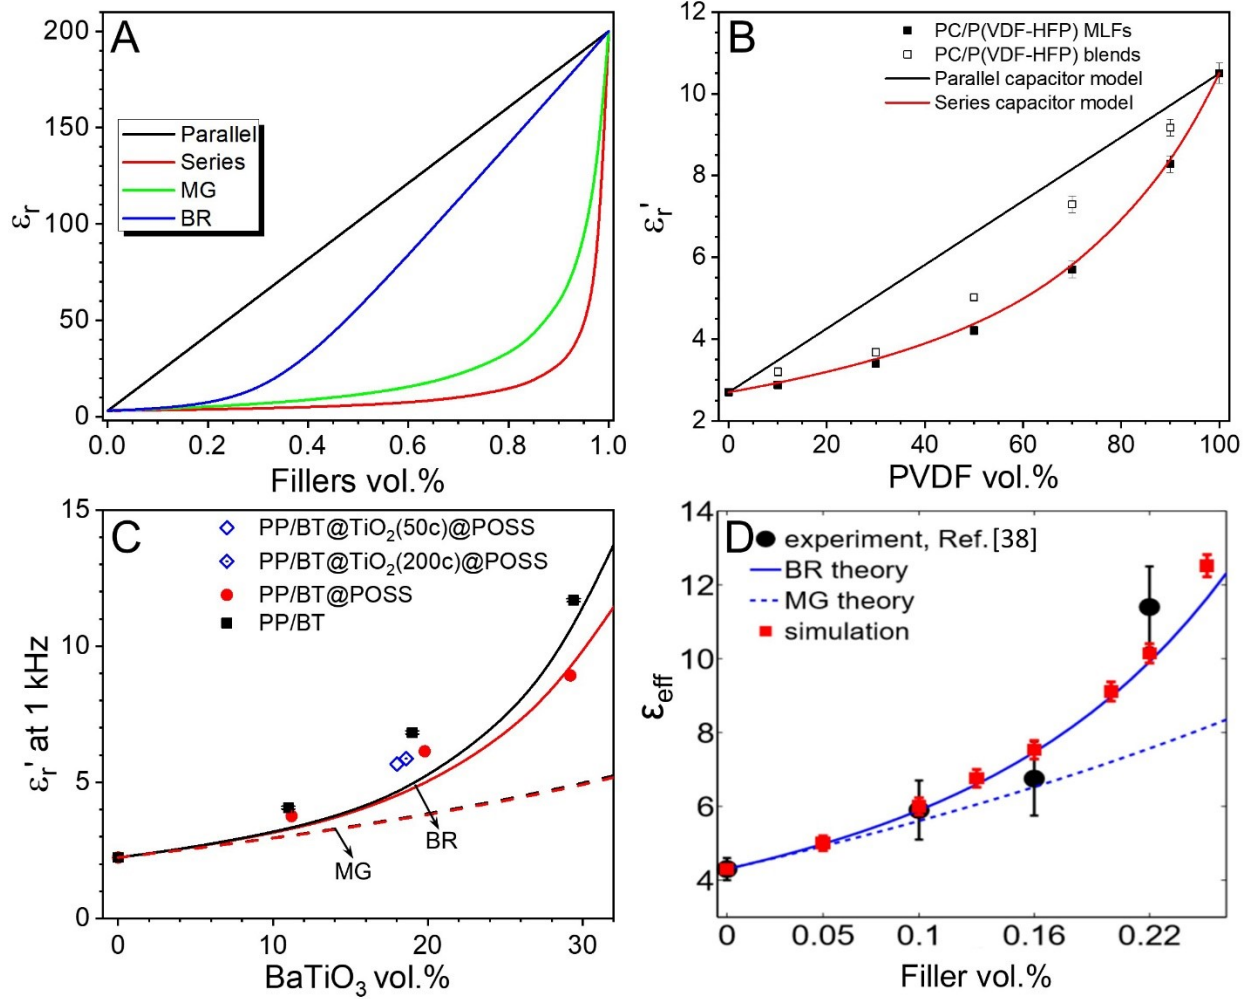 A
200
150
100
50
0
εr
Parallel
Series
MG
BR
0.0 0.2 0.4 0.6 0.8 1.0
Fillers vol.%
B
12
10
8
6
4
2
εr'
PC/P(VDF-HFP) MLFs
PC/P(VDF-HFP) blends
Parallel capacitor model
Series capacitor model
0 20 40 60 80 100
PVDF vol.%
C
15
10
5
0
εr' at 1 kHz
PP/BT@TiO2(50c)@POSS
PP/BT@TiO2(200c)@POSS
PP/BT@POSS
PP/BT
BR
MG
0 10 20 30
BaTiO3 vol.%
D
14
12
10
8
6
4
εeff
experiment, Ref.[38]
BR theory
MG theory
simulation
0 0.05 0.1 0.16 0.22
Filler vol.%